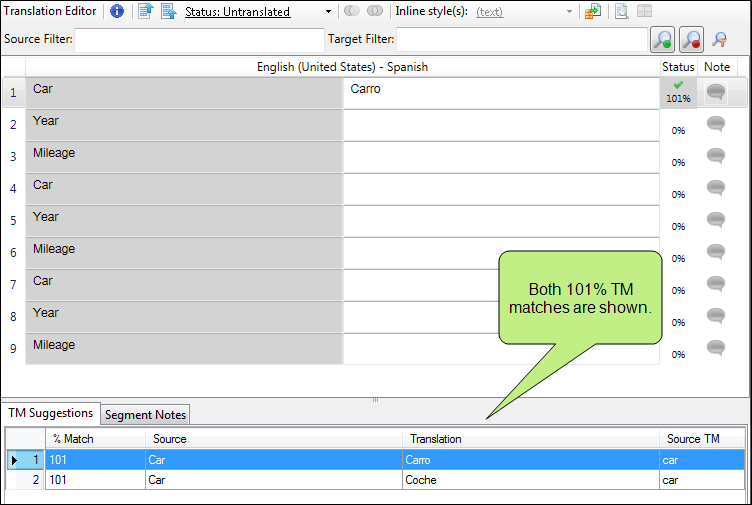 Translation Editor Status: Untranslated Inline style(s): (text)
Source Filter: Target Filter:
English (United States) - Spanish Status Note
1 Car Carro 101%
2 Year 0%
3 Mileage 0%
4 Car 0%
5 Year 0%
6 Mileage 0%
7 Car 0%
8 Year 0%
9 Mileage 0%
Both 101% TM
matches are shown.
TM Suggestions Segment Notes
% Match Source Translation Source TM
1 101 Car Carro car
2 101 Car Coche car